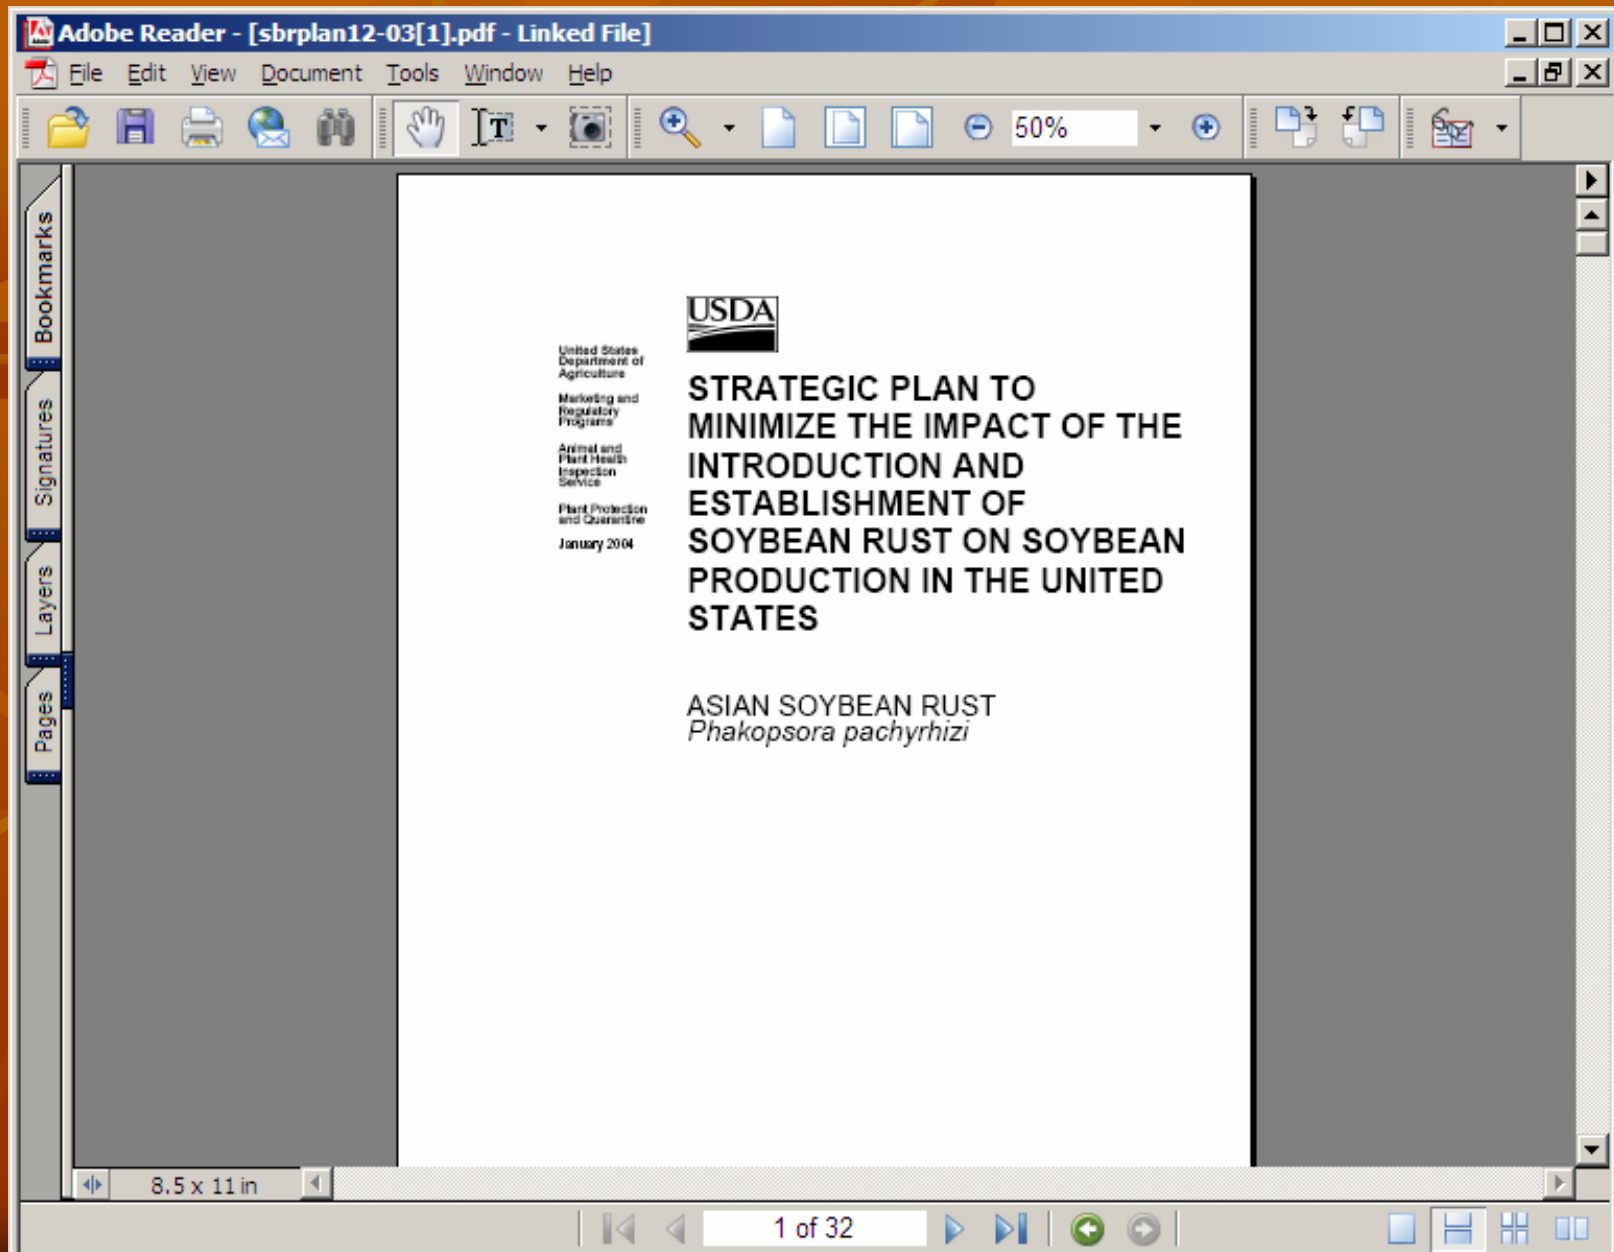 Adobe Reader - [sbrplan12-03[1].pdf - Linked File]
File Edit View Document Tools Window Help
T
50%
Bookmarks
Signatures
Layers
Pages
USDA
United States
Department of
Agriculture
Marketing and
Regulatory
Programs
Animal and
Plant Health
Inspection
Service
Plant Protection
and Quarantine
January 2004
STRATEGIC PLAN TO
MINIMIZE THE IMPACT OF THE
INTRODUCTION AND
ESTABLISHMENT OF
SOYBEAN RUST ON SOYBEAN
PRODUCTION IN THE UNITED
STATES
ASIAN SOYBEAN RUST
Phakopsora pachyrhizi
8.5 x 11 in
1 of 32